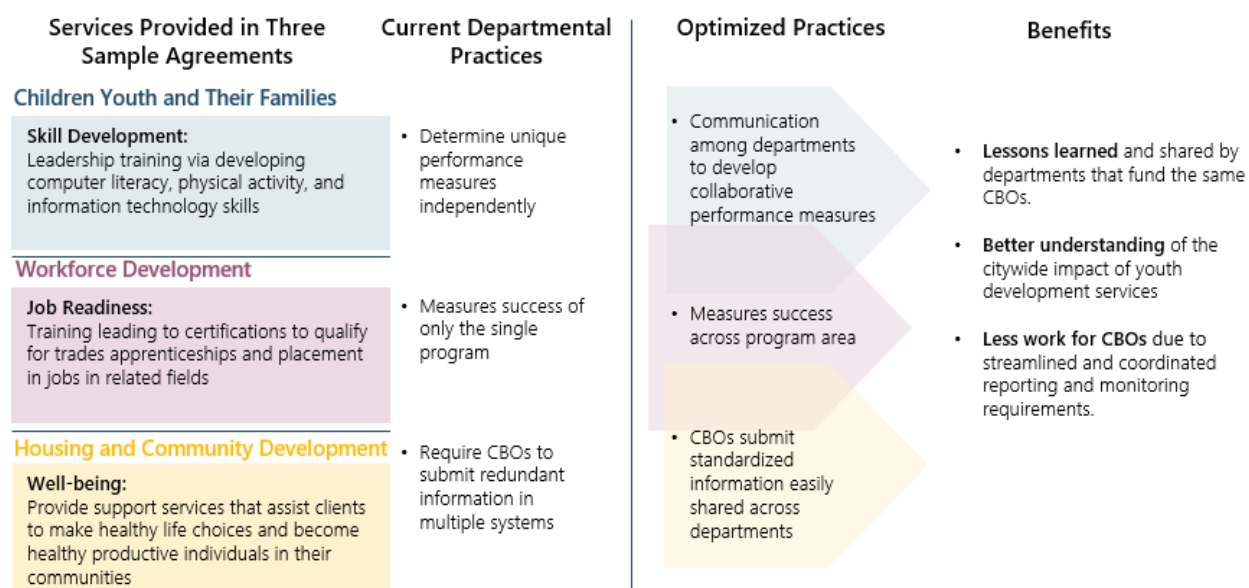 Services Provided in Three
Sample Agreements
Current Departmental
Practices
Optimized Practices
Benefits
Children Youth and Their Families
Skill Development:
Leadership training via developing
computer literacy, physical activity, and
information technology skills
• Determine unique
performance
measures
independently
• Communication
among departments
to develop
collaborative
performance measures
Workforce Development
Job Readiness:
Training leading to certifications to qualify
for trades apprenticeships and placement
in jobs in related fields
• Measures success of
only the single
program
• Measures success
across program area
Housing and Community Development
Well-being:
Provide support services that assist clients
to make healthy life choices and become
healthy productive individuals in their
communities
• Require CBOs to
submit redundant
information in
multiple systems
• CBOs submit
standardized
information easily
shared across
departments
• Lessons learned and shared by
departments that fund the same
CBOs.
• Better understanding of the
citywide impact of youth
development services
• Less work for CBOs due to
streamlined and coordinated
reporting and monitoring
requirements.